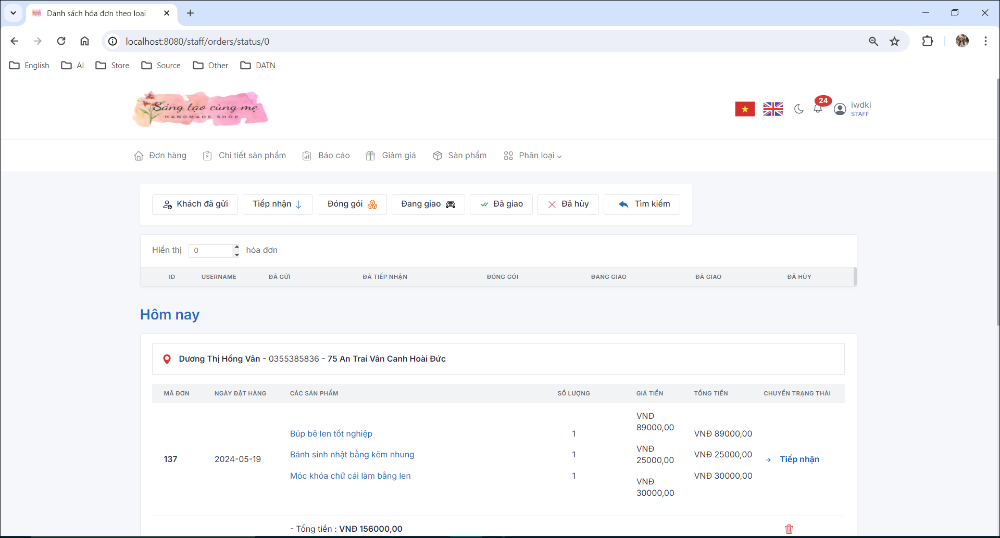 Danh sách hóa đơn theo loại
localhost:8080/staff/orders/status/0
English AI Store Source Other DATN
Sáng tạo cùng mẹ
HANDMADE SHOP
24
iwdki
STAFF
Đơn hàng Chi tiết sản phẩm Báo cáo Giảm giá Sản phẩm Phân loại
Khách đã gửi Tiếp nhận Đóng gói Đang giao Đã giao Đã hủy Tìm kiếm
Hiển thị 0 hóa đơn
ID USERNAME ĐÃ GỬI ĐÃ TIẾP NHẬN ĐÓNG GÓI ĐANG GIAO ĐÃ GIAO ĐÃ HỦY
Hôm nay
Dương Thị Hồng Vân - 0355385836 - 75 An Trai Vân Canh Hoài Đức
MÃ ĐƠN NGÀY ĐẶT HÀNG CÁC SẢN PHẨM SỐ LƯỢNG GIÁ TIỀN TỔNG TIỀN CHUYỂN TRẠNG THÁI
137 2024-05-19
Búp bê len tốt nghiệp 1 VNĐ 89000,00 VNĐ 89000,00
Bánh sinh nhật bằng kẽm nhung 1 VNĐ 25000,00 VNĐ 25000,00
Móc khóa chữ cái làm bằng len 1 VNĐ 30000,00 VNĐ 30000,00
Tiếp nhận
- Tổng tiền : VNĐ 156000,00